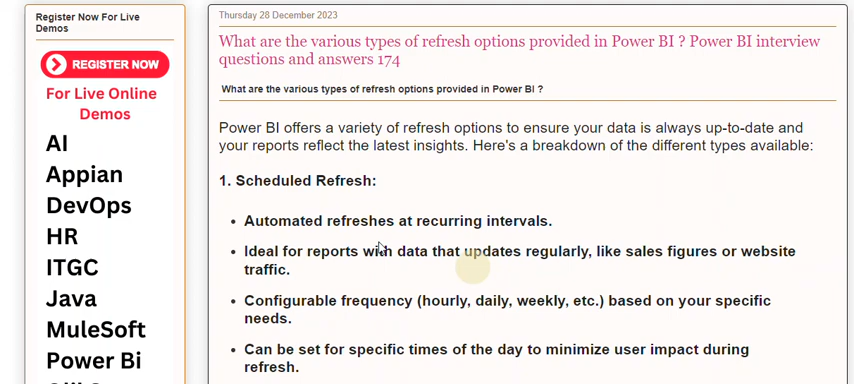 Register Now For Live
Demos
REGISTER NOW
For Live Online
Demos
AI
Appian
DevOps
HR
ITGC
Java
MuleSoft
Power Bi
Thursday 28 December 2023
What are the various types of refresh options provided in Power BI ? Power BI interview
questions and answers 174
What are the various types of refresh options provided in Power BI ?
Power BI offers a variety of refresh options to ensure your data is always up-to-date and
your reports reflect the latest insights. Here's a breakdown of the different types available:
1. Scheduled Refresh:
• Automated refreshes at recurring intervals.
• Ideal for reports with data that updates regularly, like sales figures or website
traffic.
• Configurable frequency (hourly, daily, weekly, etc.) based on your specific
needs.
• Can be set for specific times of the day to minimize user impact during
refresh.